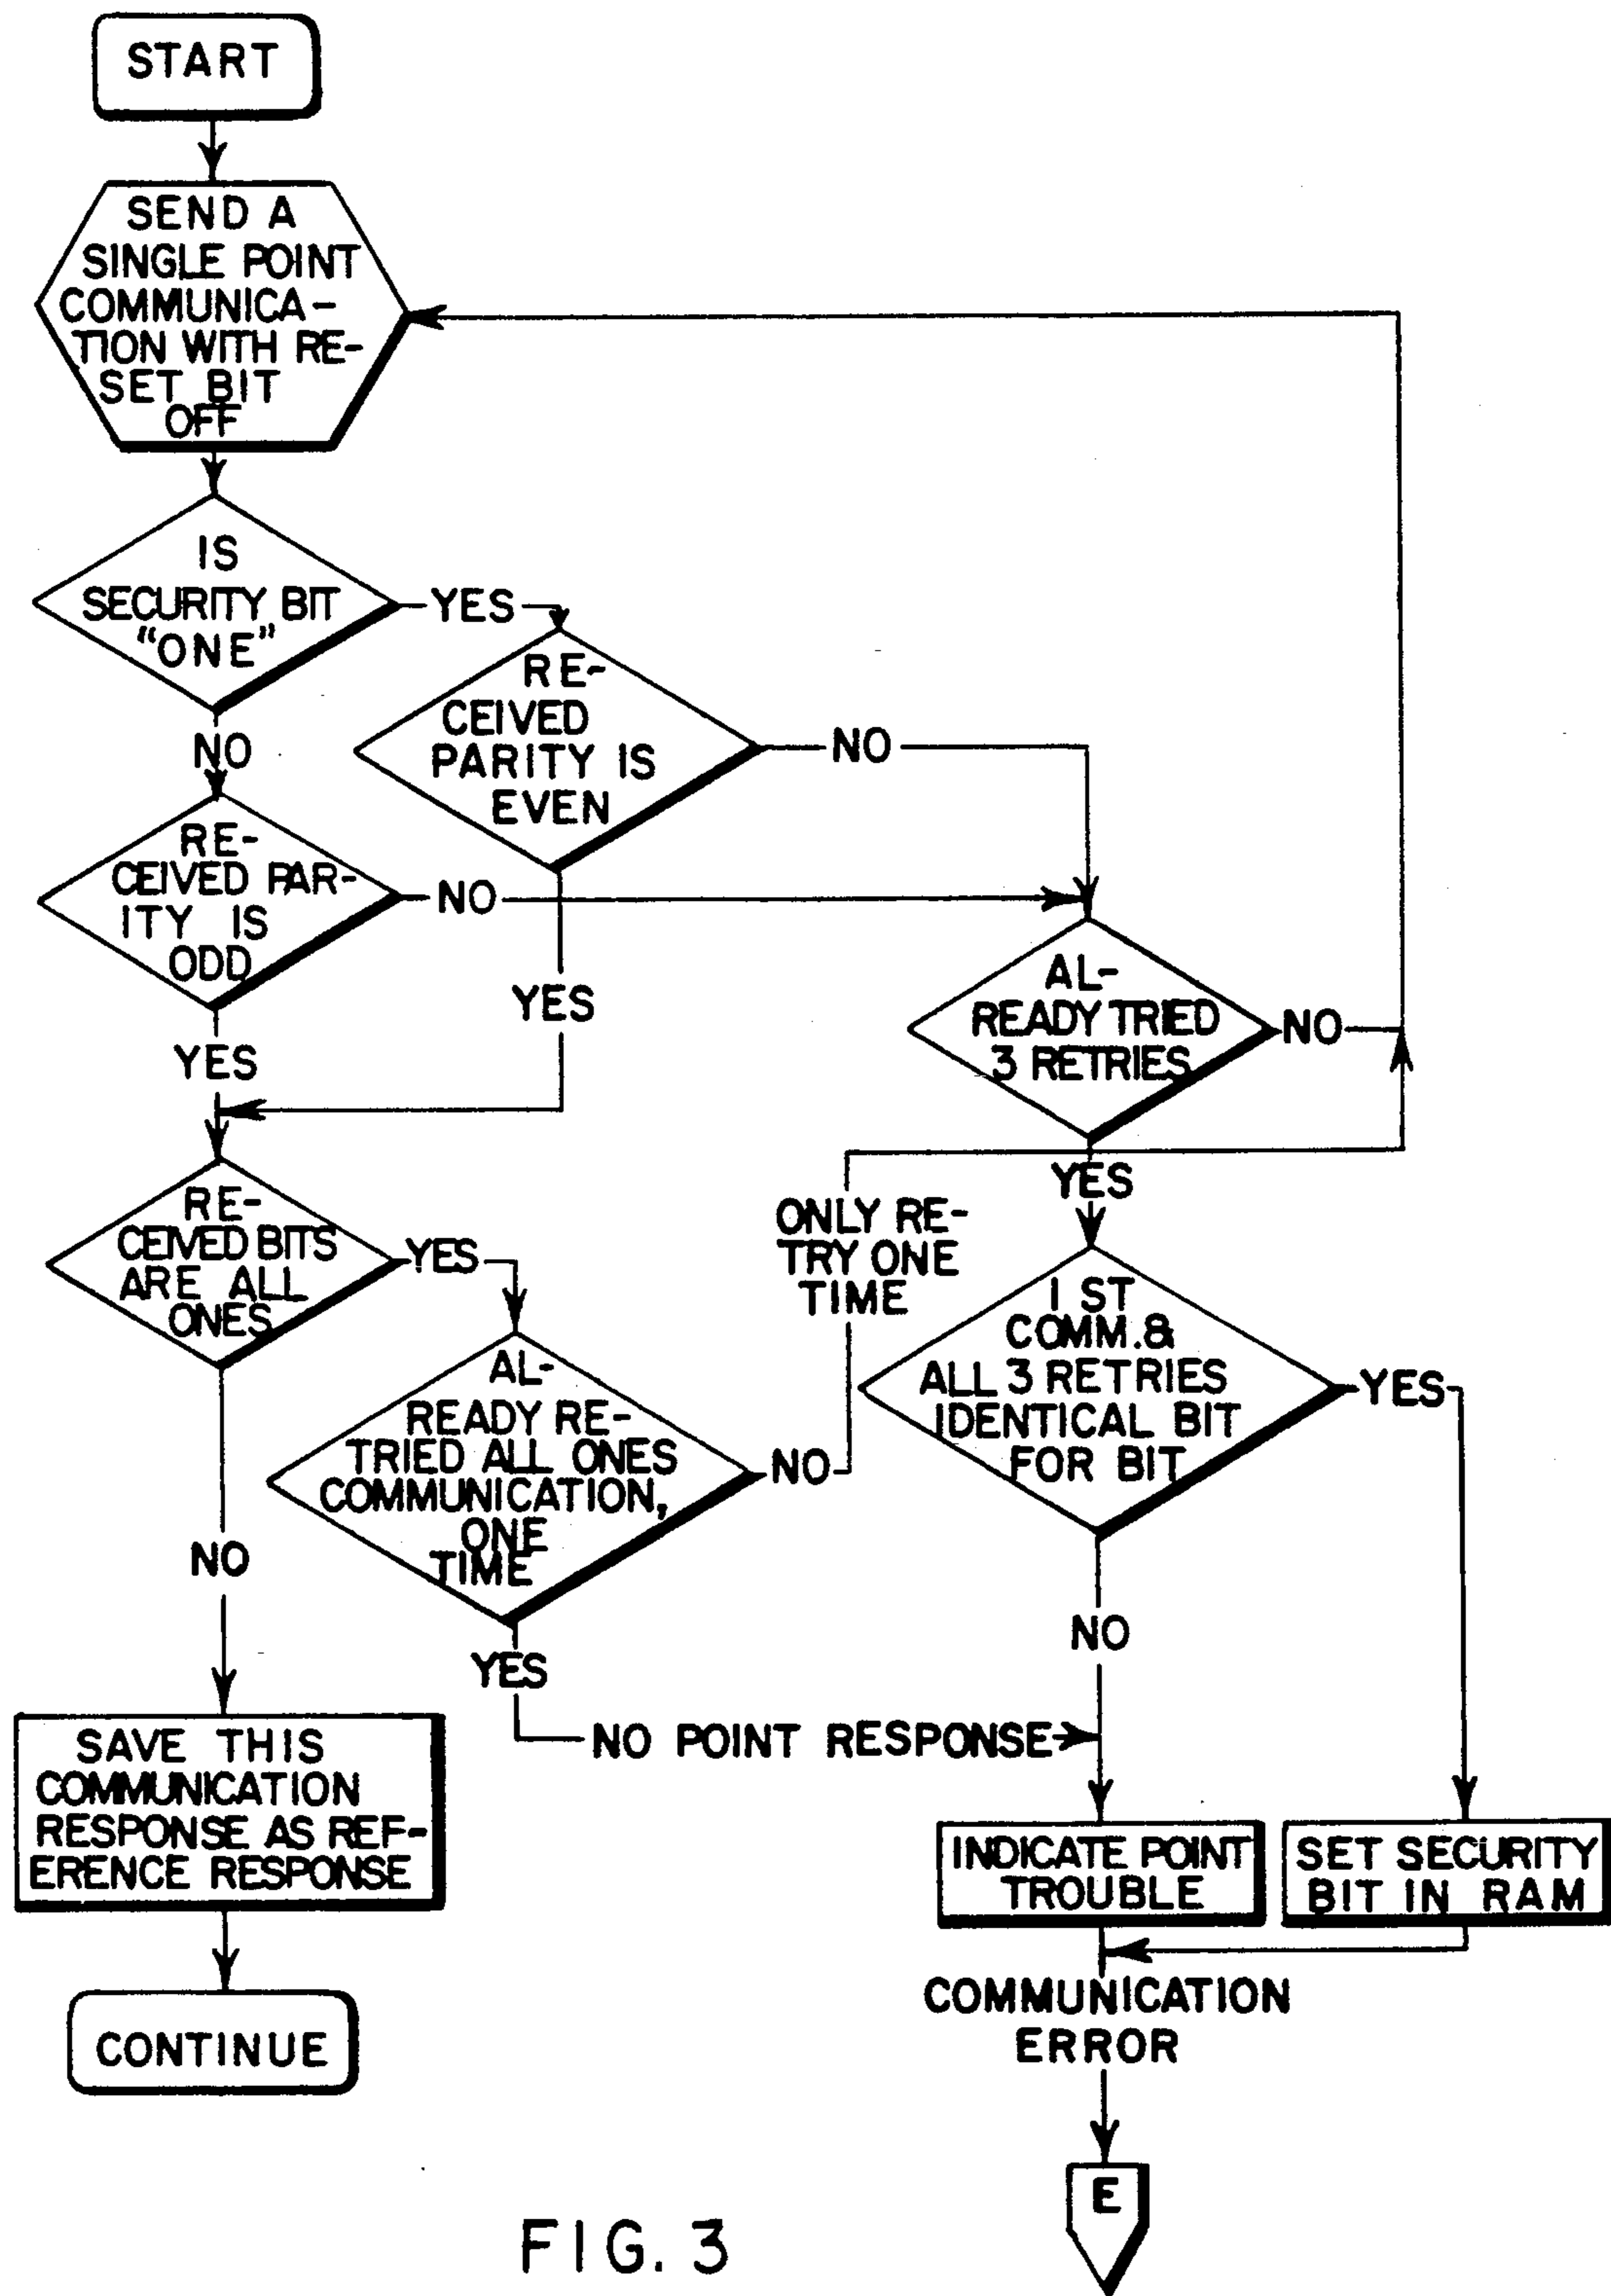 START
SEND A
SINGLE POINT
COMMUNICA-
TION WITH RE-
SET BIT
OFF
IS
SECURITY BIT
"ONE"
YES
NO
RE-
CEIVED
PARITY IS
EVEN
NO
YES
RE-
CEIVED PAR-
ITY IS
ODD
NO
YES
AL-
READY TRIED
3 RETRIES
NO
YES
RE-
CEIVED BITS
ARE ALL
ONES
YES
NO
AL-
READY RE-
TRIED ALL ONES
COMMUNICATION,
ONE
TIME
NO
ONLY RE-
TRY ONE
TIME
YES
NO POINT RESPONSE
1 ST
COMM.&
ALL 3 RETRIES
IDENTICAL BIT
FOR BIT
YES
NO
SAVE THIS
COMMUNICATION
RESPONSE AS REF-
ERENCE RESPONSE
CONTINUE
INDICATE POINT
TROUBLE
SET SECURITY
BIT IN RAM
COMMUNICATION
ERROR
E
FIG. 3